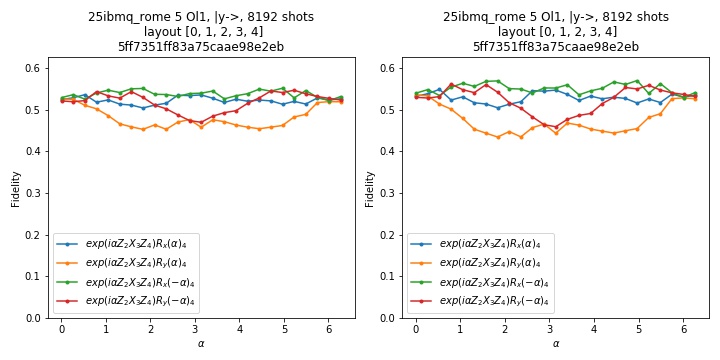 25ibmq_rome 5 Ol1, |y->, 8192 shots
layout [0, 1, 2, 3, 4]
5ff7351ff83a75caae98e2eb
0.6
0.5
0.4
0.3
0.2
0.1
0.0
Fidelity
exp(iαZ₂X₃Z₄)Rₓ(α)₄
exp(iαZ₂X₃Z₄)Rᵧ(α)₄
exp(iαZ₂X₃Z₄)Rₓ(−α)₄
exp(iαZ₂X₃Z₄)Rᵧ(−α)₄
0 1 2 3 4 5 6
α
25ibmq_rome 5 Ol1, |y->, 8192 shots
layout [0, 1, 2, 3, 4]
5ff7351ff83a75caae98e2eb
0.6
0.5
0.4
0.3
0.2
0.1
0.0
Fidelity
exp(iαZ₂X₃Z₄)Rₓ(α)₄
exp(iαZ₂X₃Z₄)Rᵧ(α)₄
exp(iαZ₂X₃Z₄)Rₓ(−α)₄
exp(iαZ₂X₃Z₄)Rᵧ(−α)₄
0 1 2 3 4 5 6
α